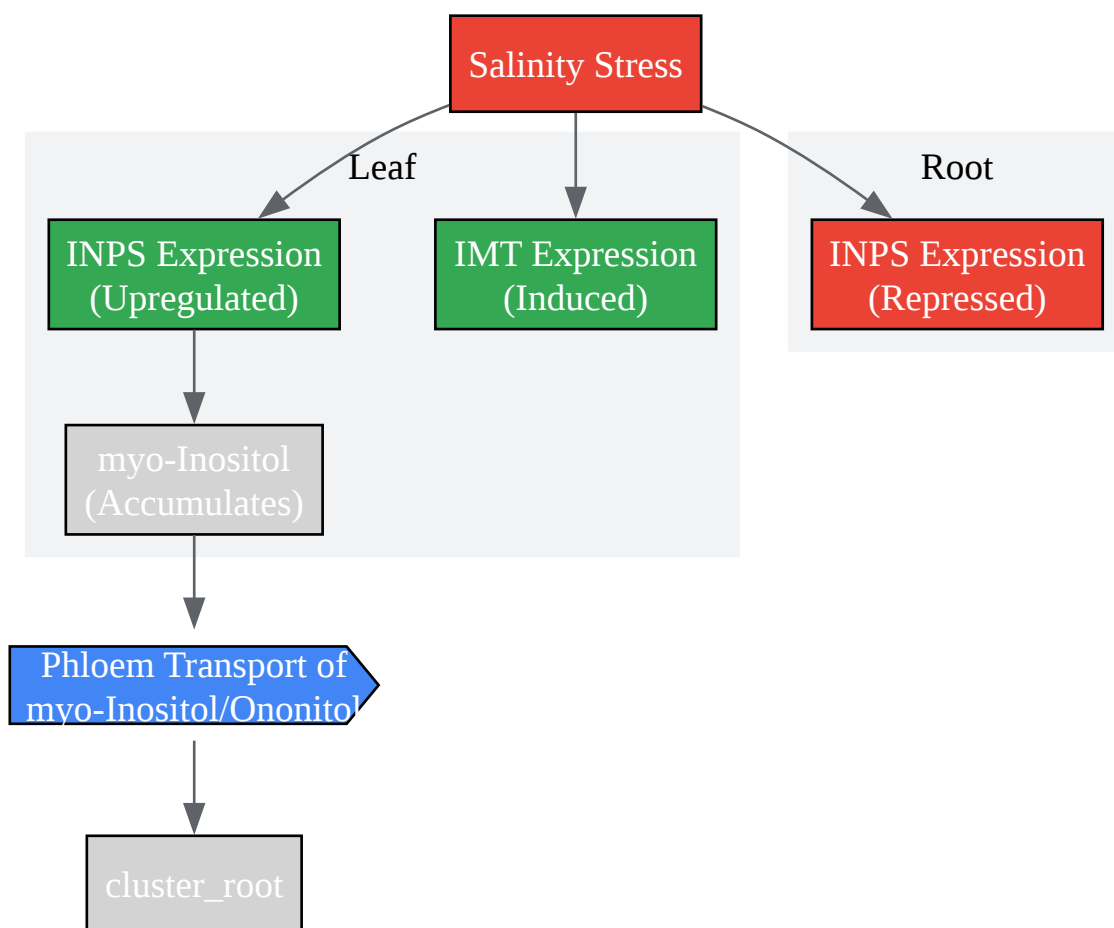 Salinity Stress
Leaf
Root
INPS Expression
(Upregulated)
IMT Expression
(Induced)
INPS Expression
(Repressed)
myo-Inositol
(Accumulates)
Phloem Transport of
myo-Inositol/Ononitol
cluster_root